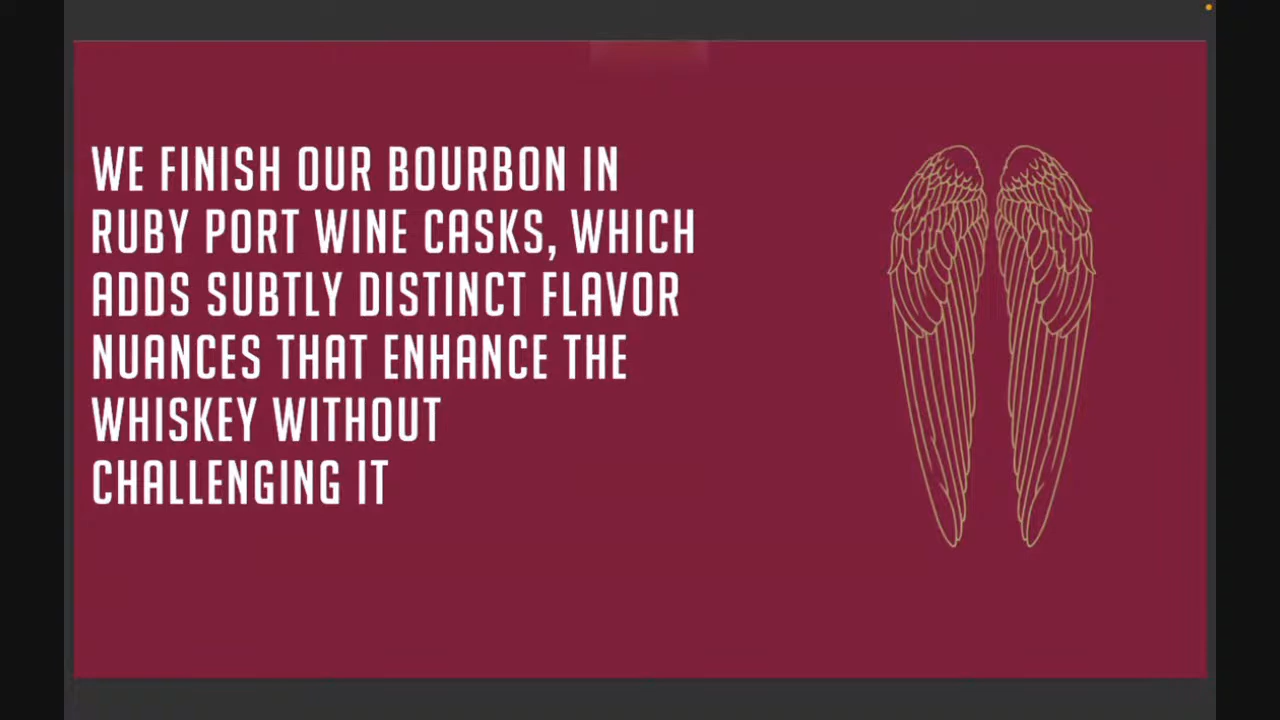 WE FINISH OUR BOURBON IN
RUBY PORT WINE CASKS, WHICH
ADDS SUBTLY DISTINCT FLAVOR
NUANCES THAT ENHANCE THE
WHISKEY WITHOUT
CHALLENGING IT